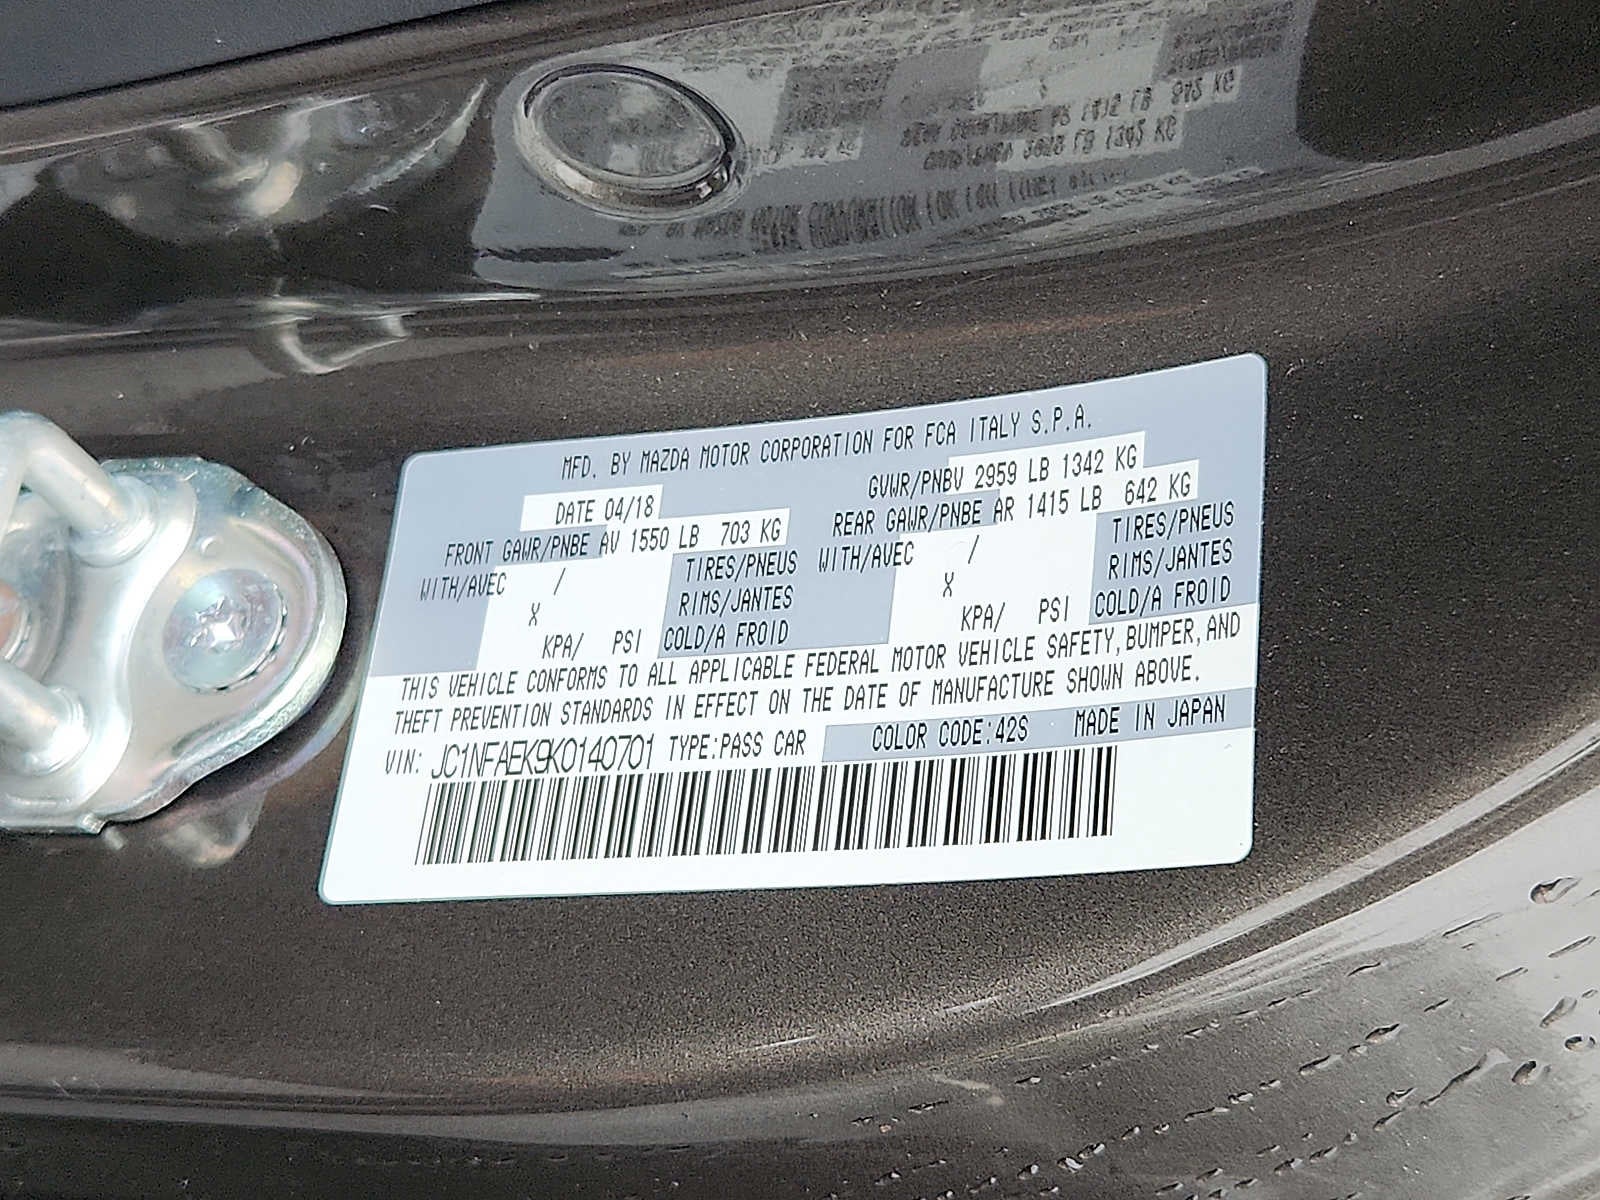 MFD. BY MAZDA MOTOR CORPORATION FOR FCA ITALY S.P.A.
DATE 04/18 GVWR/PNBV 2959 LB 1342 KG
FRONT GAWR/PNBE AV 1550 LB 703 KG REAR GAWR/PNBE AR 1415 LB 642 KG
WITH/AVEC / TIRES/PNEUS WITH/AVEC / TIRES/PNEUS
X RIMS/JANTES X RIMS/JANTES
KPA/ PSI COLD/A FROID KPA/ PSI COLD/A FROID
THIS VEHICLE CONFORMS TO ALL APPLICABLE FEDERAL MOTOR VEHICLE SAFETY, BUMPER, AND
THEFT PREVENTION STANDARDS IN EFFECT ON THE DATE OF MANUFACTURE SHOWN ABOVE.
VIN: JC1NFAEK9K0140701 TYPE:PASS CAR COLOR CODE:42S MADE IN JAPAN